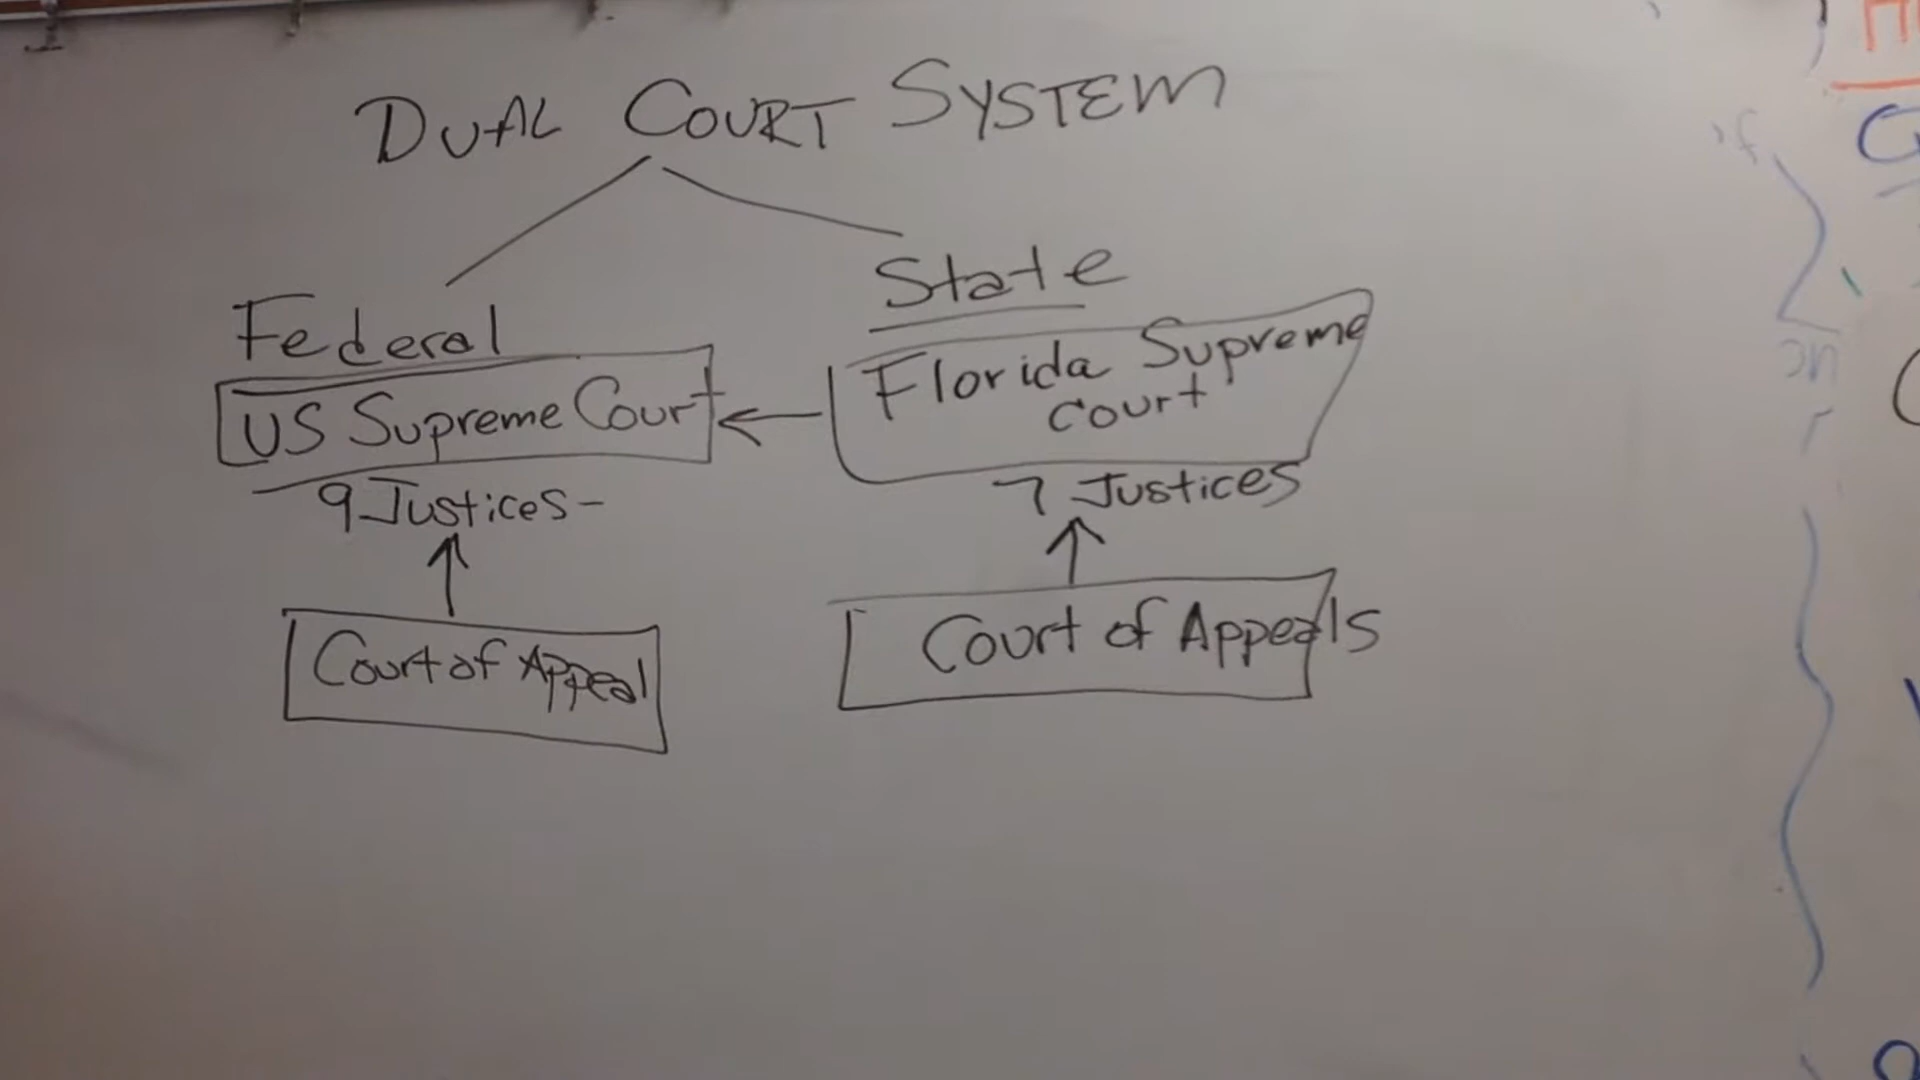 DUAL COURT SYSTEM
Federal
US Supreme Court
9 Justices -
Court of Appeal
State
Florida Supreme
Court
7 Justices
Court of Appeals